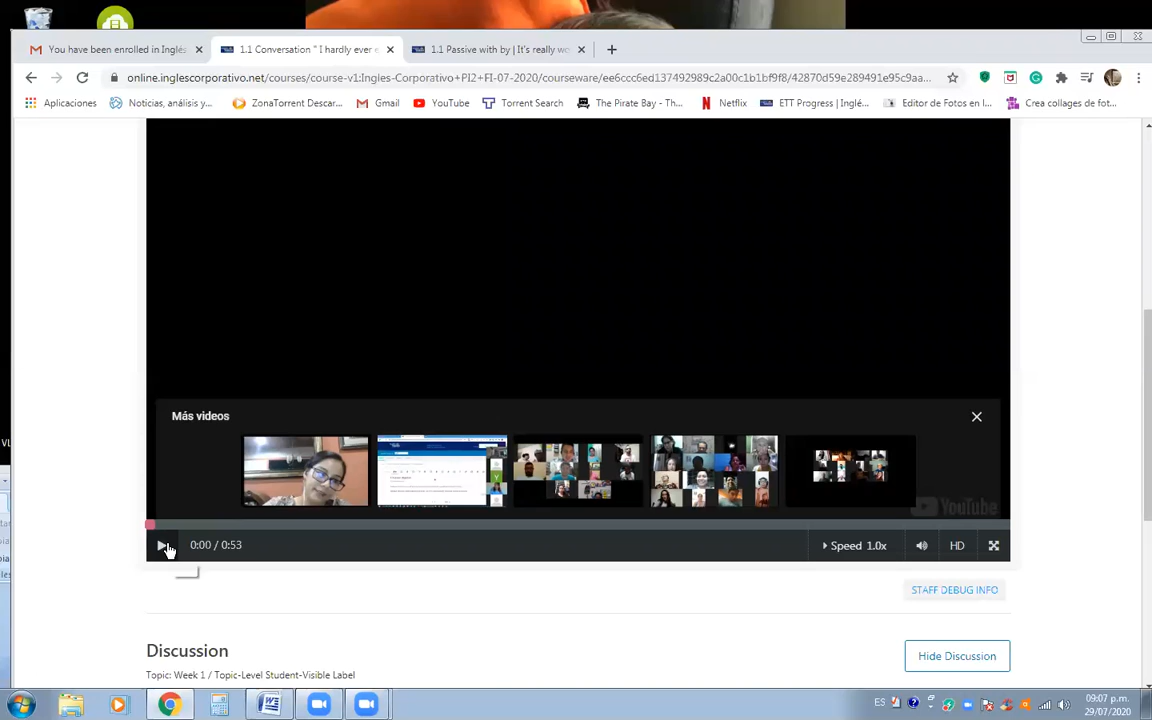 You have been enrolled in Inglés
1.1 Conversation " I hardly ever e
1.1 Passive with by | It's really wo
online.inglescorporativo.net/courses/course-v1:Ingles-Corporativo+PI2+FI-07-2020/courseware/ee6ccc6ed137492989c2a00c1b1bf9f8/42870d59e289491e95c9aa...
Aplicaciones
Noticias, análisis y...
ZonaTorrent Descar...
Gmail
YouTube
Torrent Search
The Pirate Bay - Th...
Netflix
ETT Progress | Inglé...
Editor de Fotos en l...
Crea collages de fot...
Más videos
YouTube
0:00 / 0:53
Speed 1.0x
HD
STAFF DEBUG INFO
Discussion
Hide Discussion
Topic: Week 1 / Topic-Level Student-Visible Label
ES
09:07 p.m.
29/07/2020